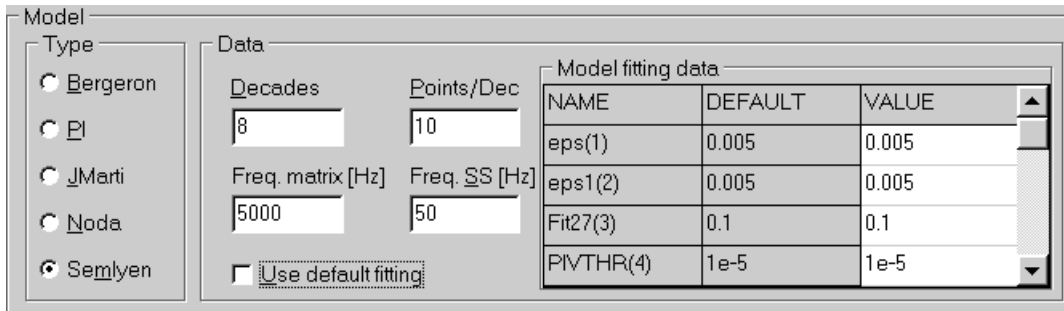 Model
Type
Bergeron
PI
JMarti
Noda
Semlyen
Data
Decades
8
Points/Dec
10
Freq. matrix [Hz]
5000
Freq. SS [Hz]
50
Use default fitting
Model fitting data
NAME DEFAULT VALUE
eps(1) 0.005 0.005
eps1(2) 0.005 0.005
Fit27(3) 0.1 0.1
PIVTHR(4) 1e-5 1e-5